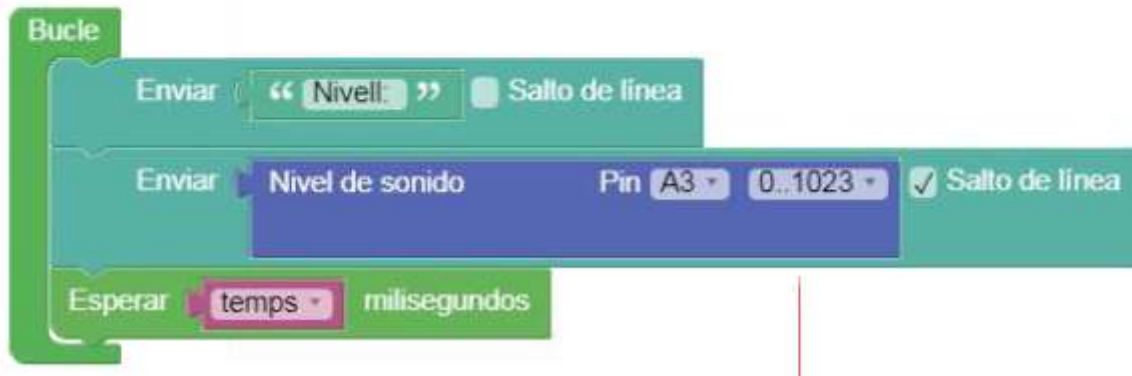 Bucle
Enviar “ Nivell: ” Salto de línea
Enviar Nivel de sonido Pin A3 0..1023 Salto de línea
Esperar temps milisegundos